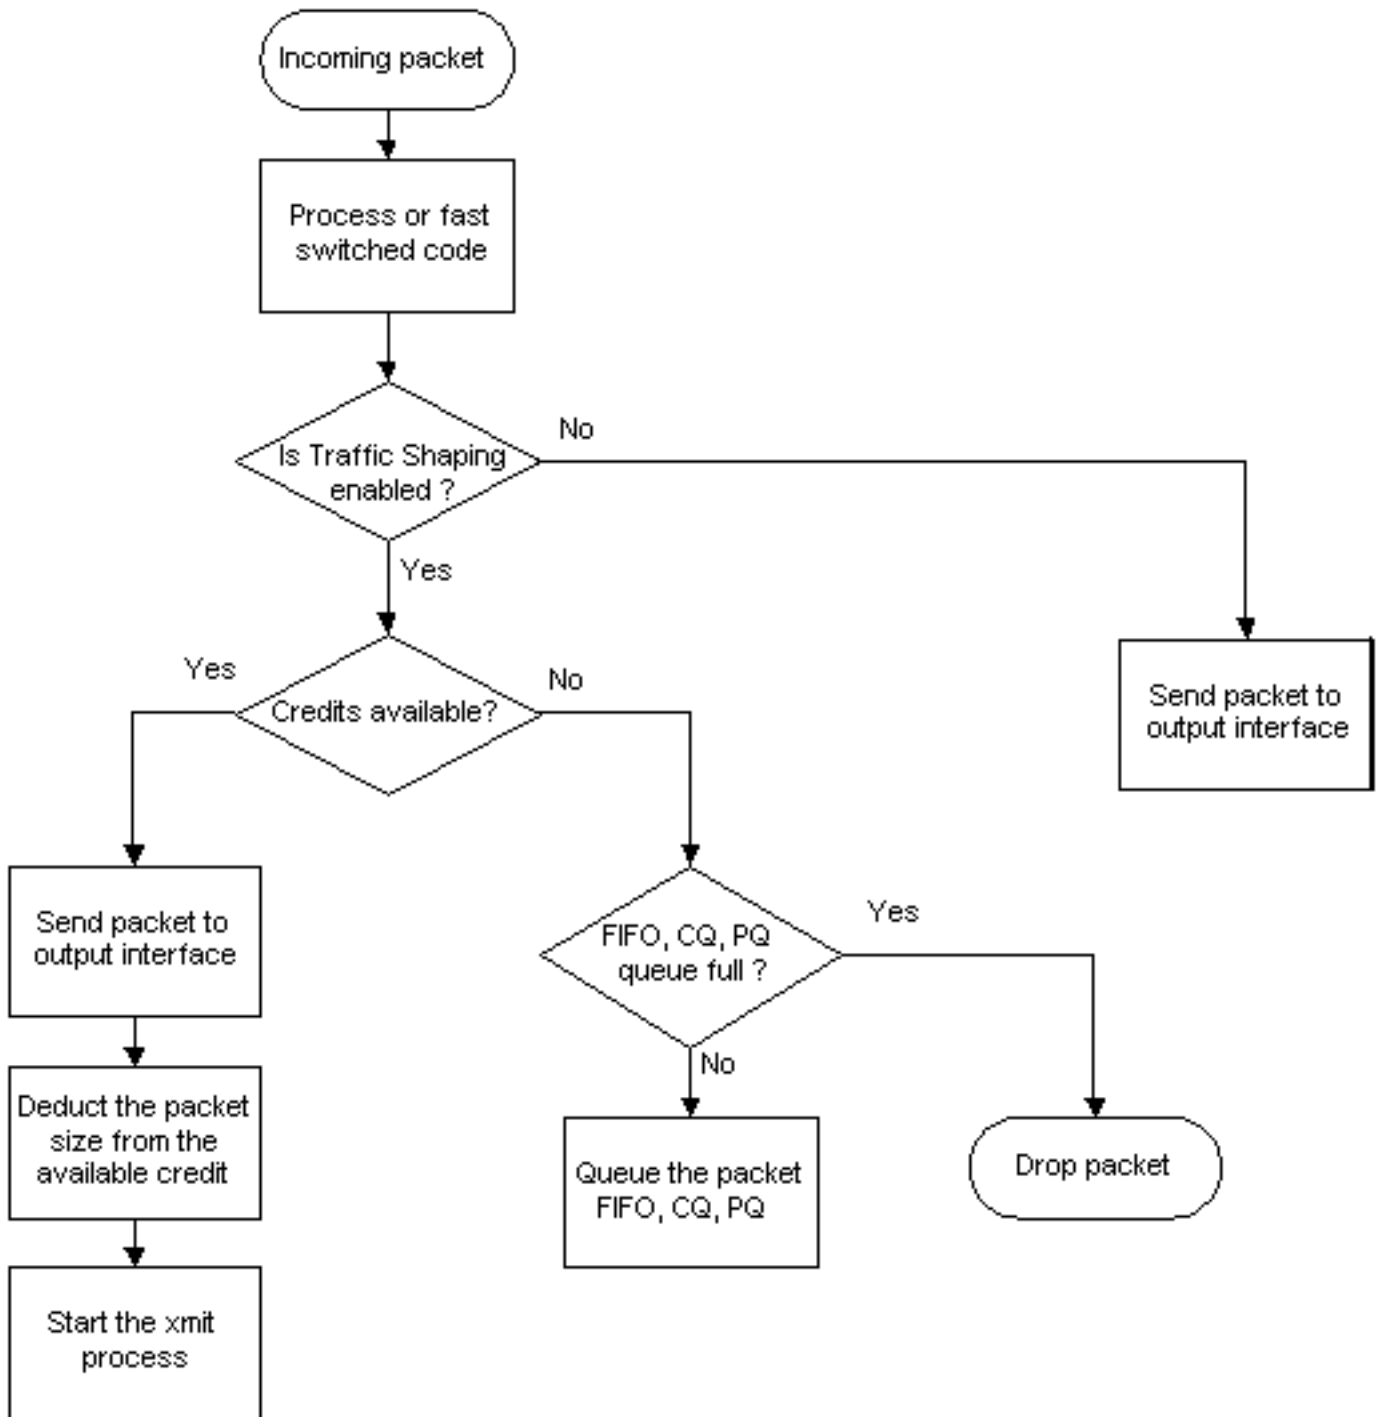 Incoming packet
Process or fast
switched code
Is Traffic Shaping
enabled ?
No
Yes
Credits available?
Yes
No
Send packet to
output interface
Send packet to
output interface
FIFO, CQ, PQ
queue full ?
Yes
No
Deduct the packet
size from the
available credit
Queue the packet
FIFO, CQ, PQ
Drop packet
Start the xmit
process